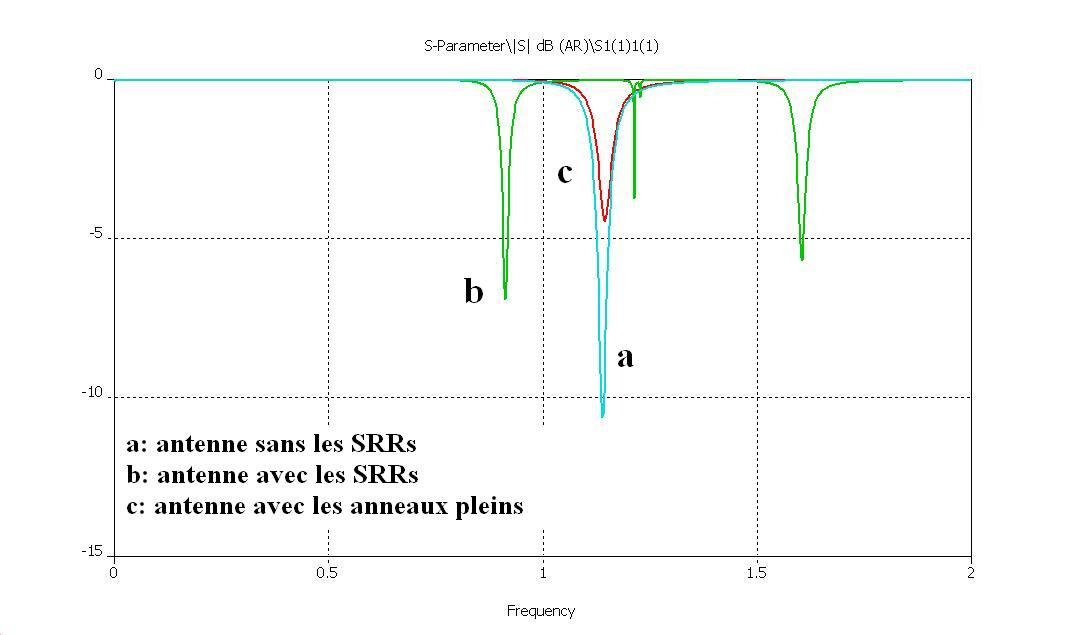 S-Parameter\|S| dB (AR)\S1(1)1(1)
0
-5
-10
-15
c
b
a
a: antenne sans les SRRs
b: antenne avec les SRRs
c: antenne avec les anneaux pleins
0 0.5 1 1.5 2
Frequency